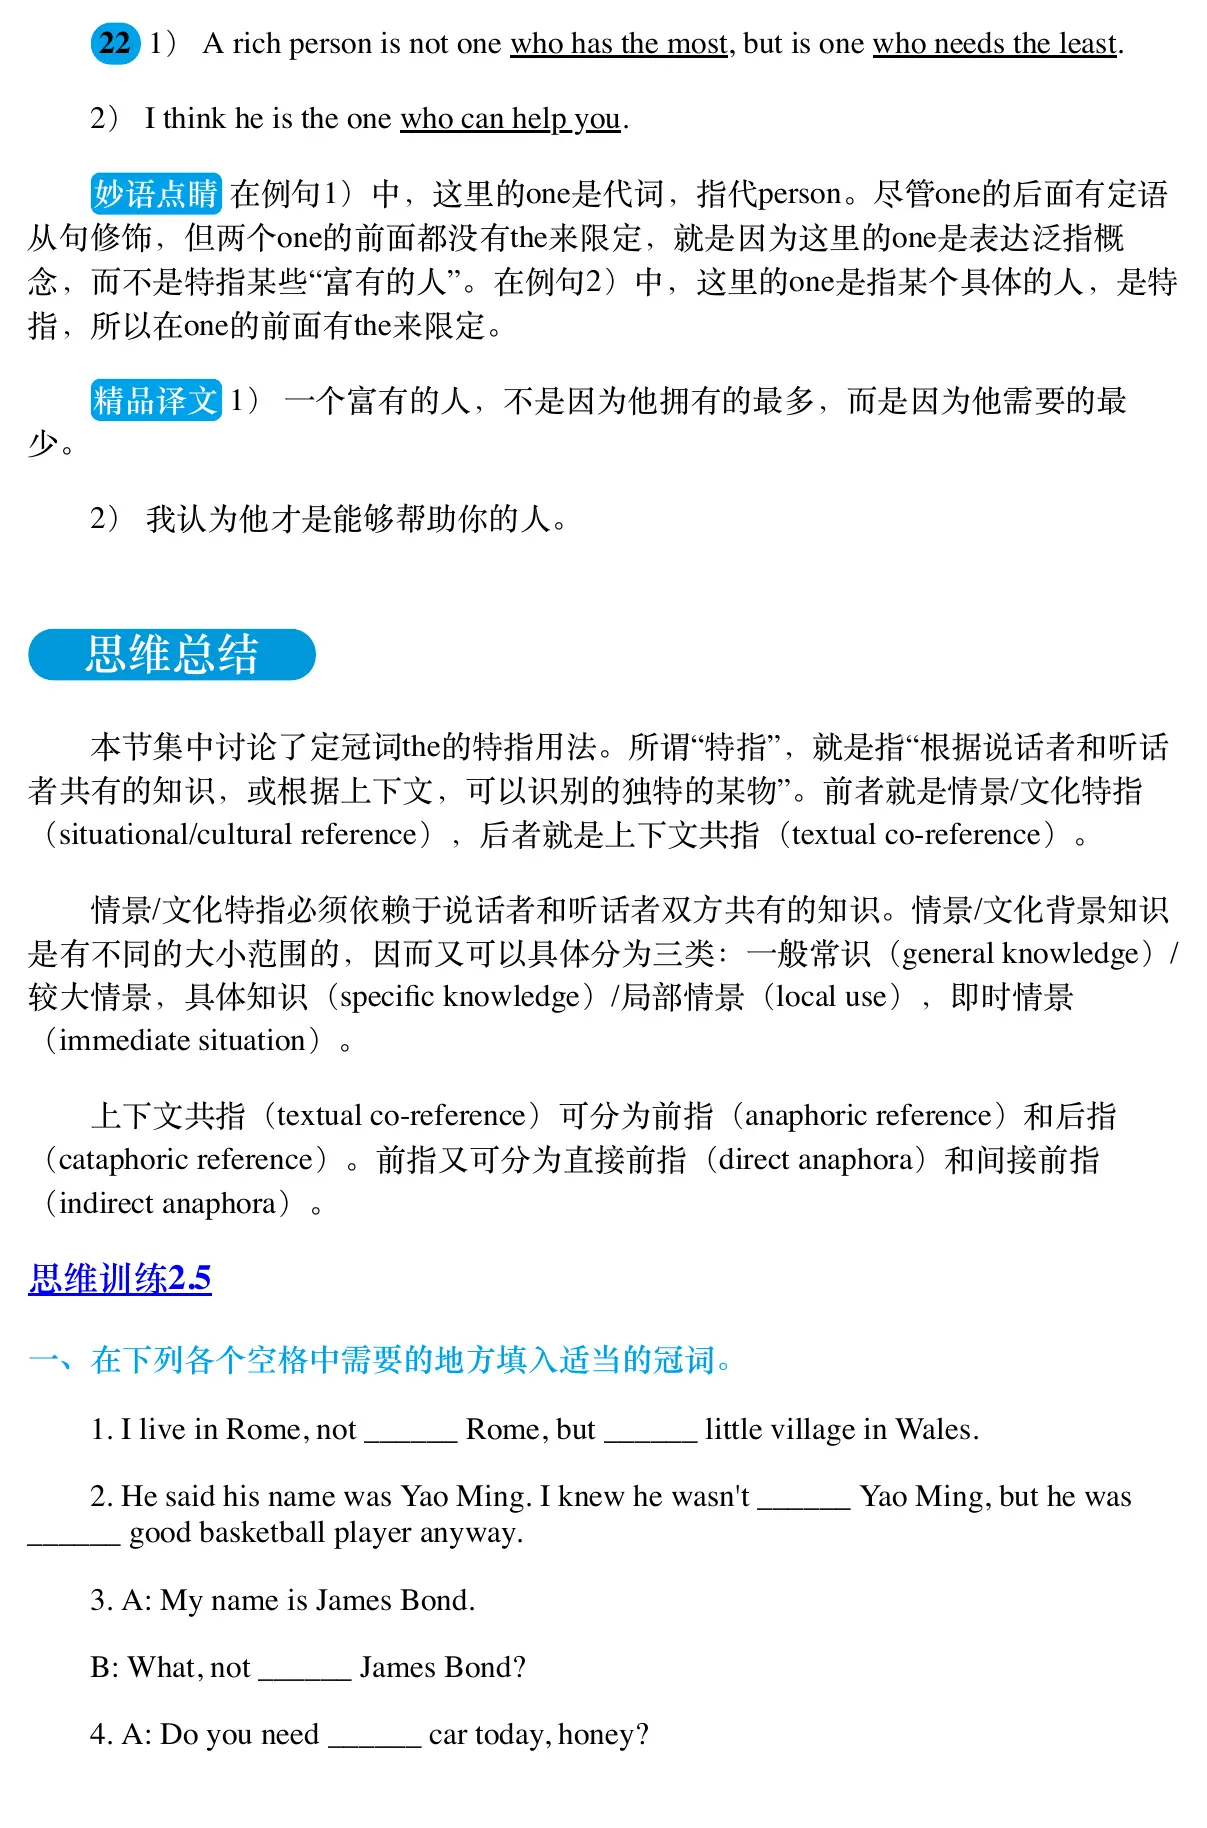 22 1） A rich person is not one who has the most, but is one who needs the least.
2） I think he is the one who can help you.
妙语点睛 在例句1）中，这里的one是代词，指代person。尽管one的后面有定语
从句修饰，但两个one的前面都没有the来限定，就是因为这里的one是表达泛指概
念，而不是特指某些“富有的人”。在例句2）中，这里的one是指某个具体的人，是特
指，所以在one的前面有the来限定。
精品译文 1） 一个富有的人，不是因为他拥有的最多，而是因为他需要的最
少。
2） 我认为他才是能够帮助你的人。
思维总结
本节集中讨论了定冠词the的特指用法。所谓“特指”，就是指“根据说话者和听话
者共有的知识，或根据上下文，可以识别的独特的某物”。前者就是情景/文化特指
（situational/cultural reference），后者就是上下文共指（textual co-reference）。
情景/文化特指必须依赖于说话者和听话者双方共有的知识。情景/文化背景知识
是有不同的大小范围的，因而又可以具体分为三类：一般常识（general knowledge）/
较大情景，具体知识（specific knowledge）/局部情景（local use），即时情景
（immediate situation）。
上下文共指（textual co-reference）可分为前指（anaphoric reference）和后指
（cataphoric reference）。前指又可分为直接前指（direct anaphora）和间接前指
（indirect anaphora）。
思维训练2.5
一、在下列各个空格中需要的地方填入适当的冠词。
1. I live in Rome, not ______ Rome, but ______ little village in Wales.
2. He said his name was Yao Ming. I knew he wasn't ______ Yao Ming, but he was
______ good basketball player anyway.
3. A: My name is James Bond.
B: What, not ______ James Bond?
4. A: Do you need ______ car today, honey?